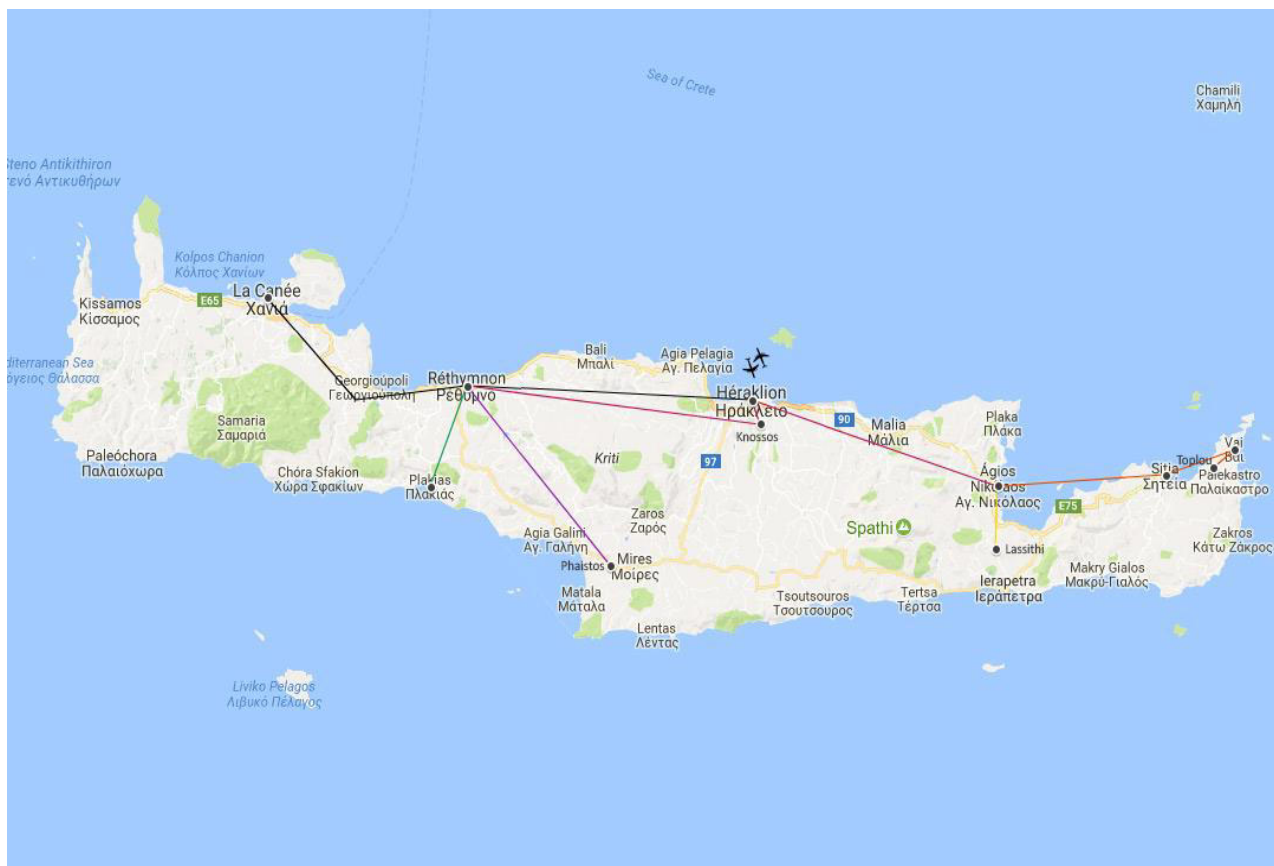 Sea of Crete
Chamili
Χαμηλή
Steno Antikithiron
τενό Αντικυθήρων
Kolpos Chanion
Κόλπος Χανίων
La Canée
Χανιά
E65
Kissamos
Κίσσαμος
diterranean Sea
όγειος Θάλασσα
Georgioúpoli
Γεωργιούπολη
Réthymnon
Ρέθυμνο
Bali
Μπαλί
Agia Pelagia
Αγ. Πελαγία
Héraklion
Ηράκλειο
Knossos
90
Malia
Μάλια
Plaka
Πλάκα
Samaria
Σαμαριά
Paleóchora
Παλαιόχωρα
Chóra Sfakíon
Χώρα Σφακίων
Plakias
Πλακιάς
Kriti
97
Ágios
Nikolaos
Αγ. Νικόλαος
E75
Sitia
Σητεία
Toplou
Vai
Βάι
Palekastro
Παλαίκαστρο
Zaros
Ζαρός
Spathi
Zakros
Κάτω Ζάκρος
Agia Galini
Αγ. Γαλήνη
Phaistos
Mires
Μοίρες
Lassithi
Matala
Μάταλα
Tsoutsouros
Τσούτσουρος
Tertsa
Τέρτσα
Ierapetra
Ιεράπετρα
Makry Gialos
Μακρύ-Γιαλός
Lentas
Λέντας
Liviko Pelagos
Λιβυκό Πέλαγος